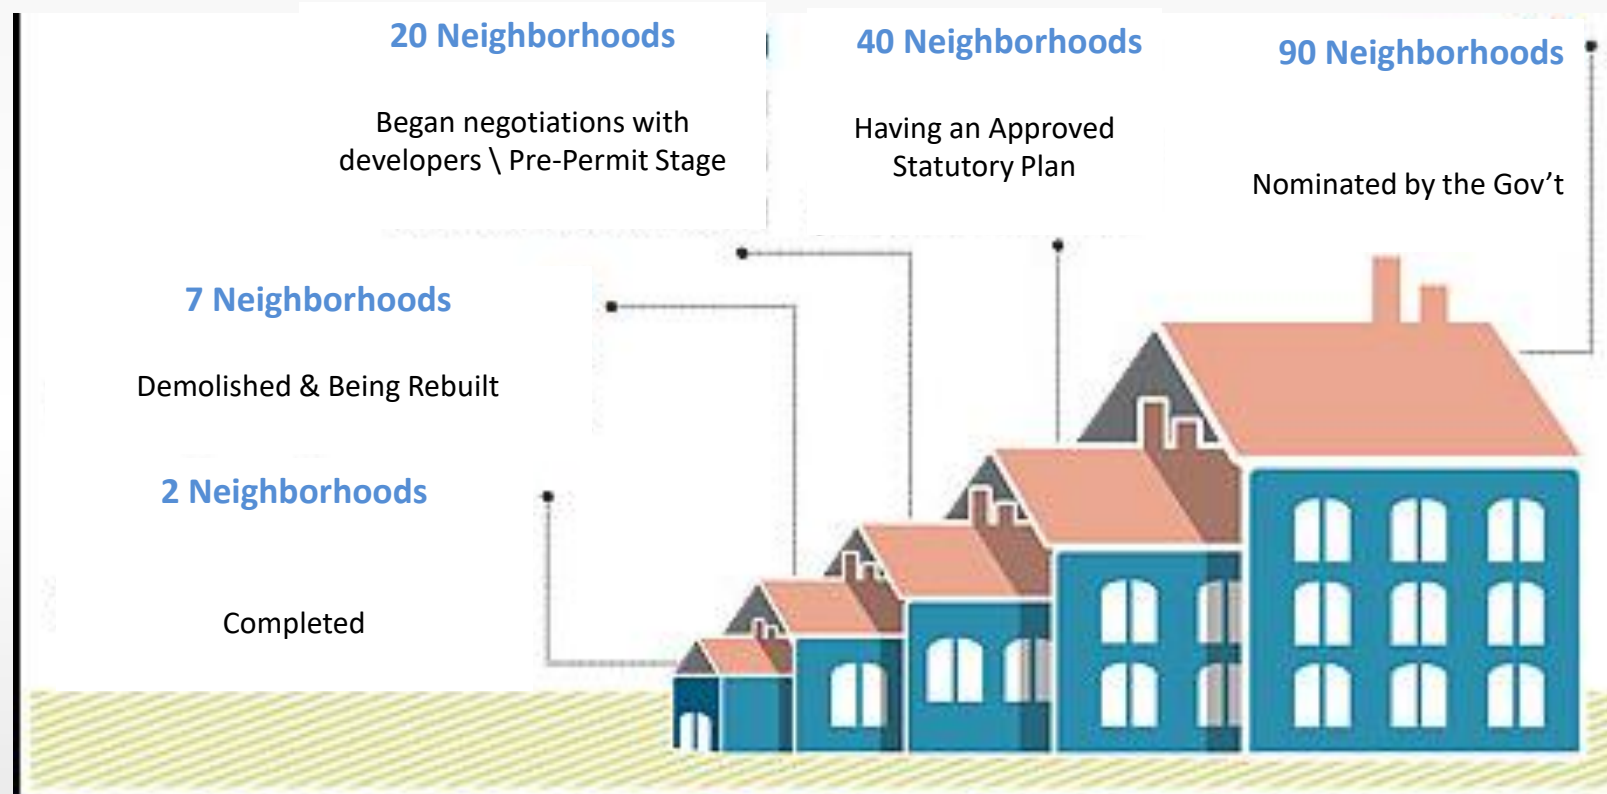 20 Neighborhoods
Began negotiations with
developers \ Pre-Permit Stage
40 Neighborhoods
Having an Approved
Statutory Plan
90 Neighborhoods
Nominated by the Gov’t
7 Neighborhoods
Demolished & Being Rebuilt
2 Neighborhoods
Completed